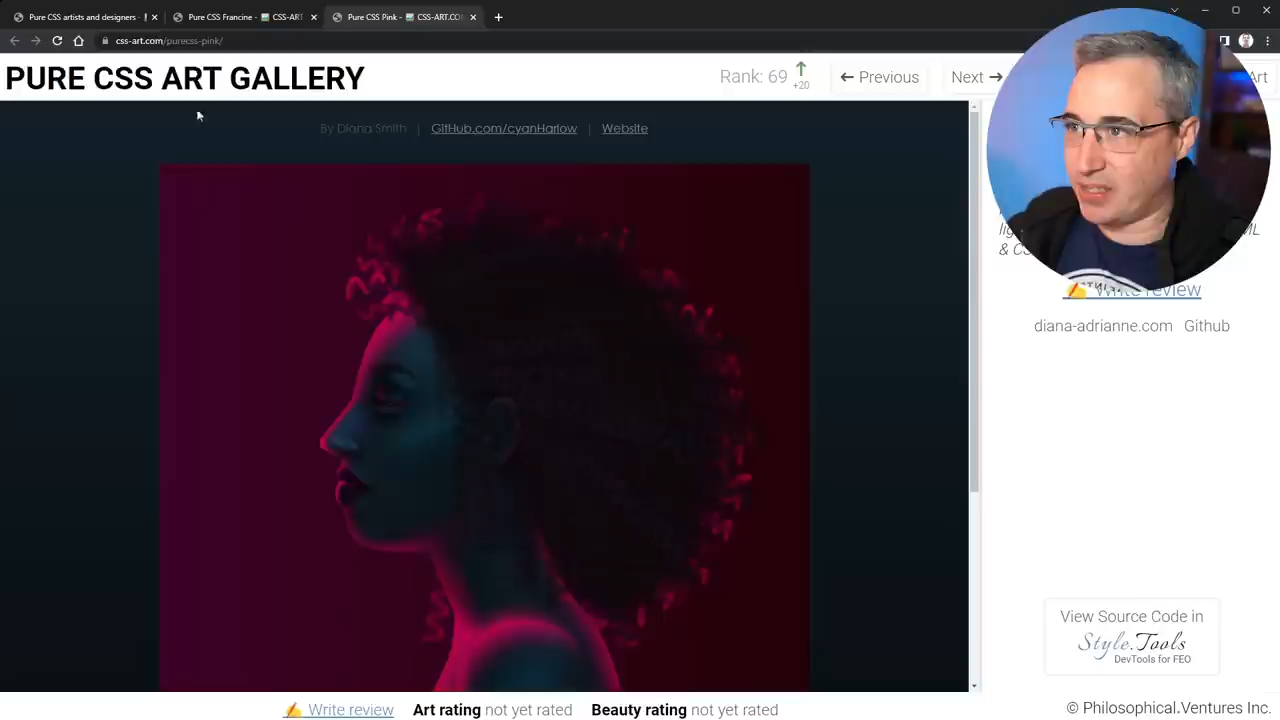 Pure CSS artists and designers -
Pure CSS Francine - CSS-ART
Pure CSS Pink - CSS-ART.CO
css-art.com/purecss-pink/
PURE CSS ART GALLERY
Rank: 69
+20
← Previous
Next →
Art
By Diana Smith | GitHub.com/cyanHarlow | Website
ML
& CS
Write review
diana-adrianne.com Github
View Source Code in
Style.Tools
DevTools for FEO
Write review Art rating not yet rated Beauty rating not yet rated
© Philosophical.Ventures Inc.